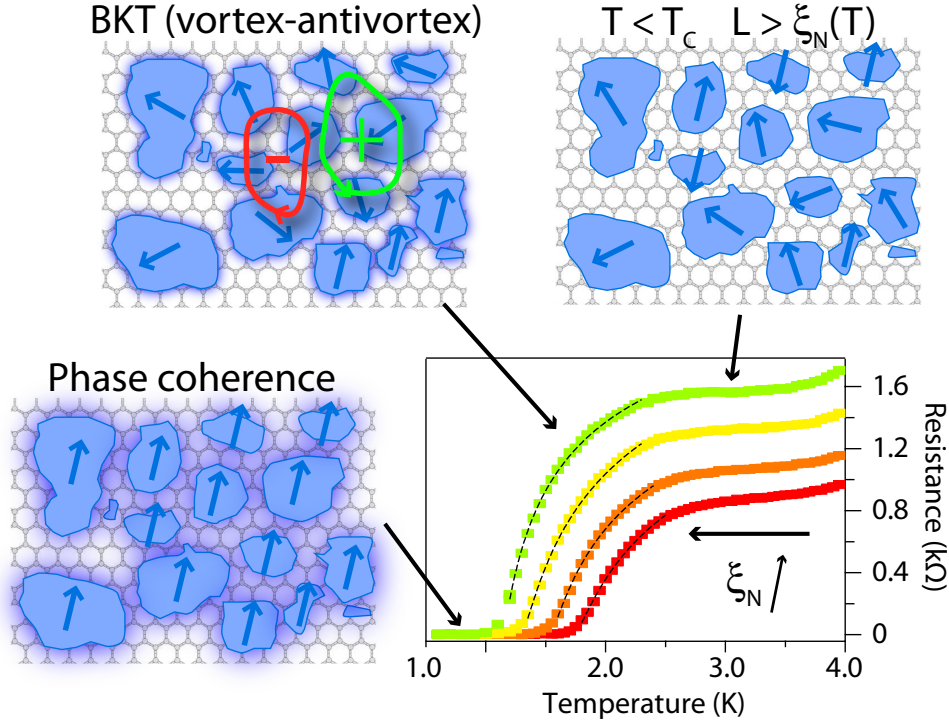 BKT (vortex-antivortex)
T < T_C L > ξ_N(T)
Phase coherence
−
+
1.6
1.2
0.8
0.4
0
Resistance (kΩ)
ξ_N
1.0
2.0
3.0
4.0
Temperature (K)